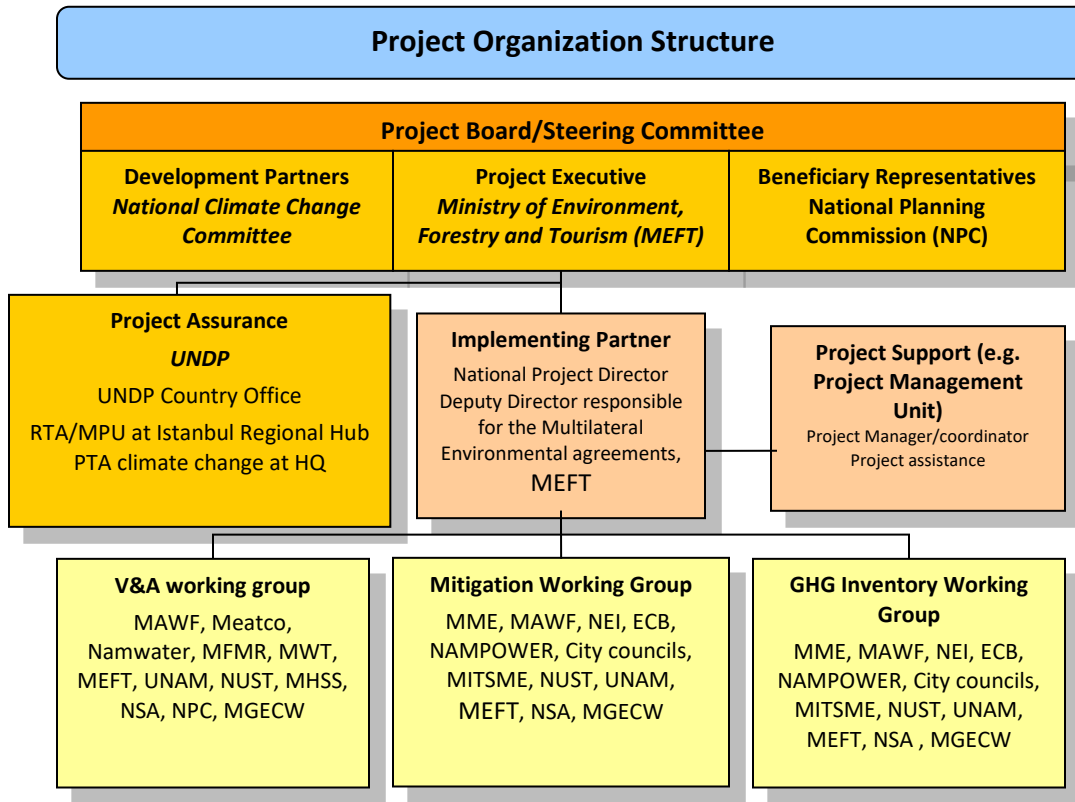 Project Organization Structure
Project Board/Steering Committee
Development Partners
National Climate Change
Committee
Project Executive
Ministry of Environment,
Forestry and Tourism (MEFT)
Beneficiary Representatives
National Planning
Commission (NPC)
Project Assurance
UNDP
UNDP Country Office
RTA/MPU at Istanbul Regional Hub
PTA climate change at HQ
Implementing Partner
National Project Director
Deputy Director responsible
for the Multilateral
Environmental agreements,
MEFT
Project Support (e.g.
Project Management
Unit)
Project Manager/coordinator
Project assistance
V&A working group
MAWF, Meatco,
Namwater, MFMR, MWT,
MEFT, UNAM, NUST, MHSS,
NSA, NPC, MGECW
Mitigation Working Group
MME, MAWF, NEI, ECB,
NAMPOWER, City councils,
MITSME, NUST, UNAM,
MEFT, NSA, MGECW
GHG Inventory Working
Group
MME, MAWF, NEI, ECB,
NAMPOWER, City councils,
MITSME, NUST, UNAM,
MEFT, NSA , MGECW